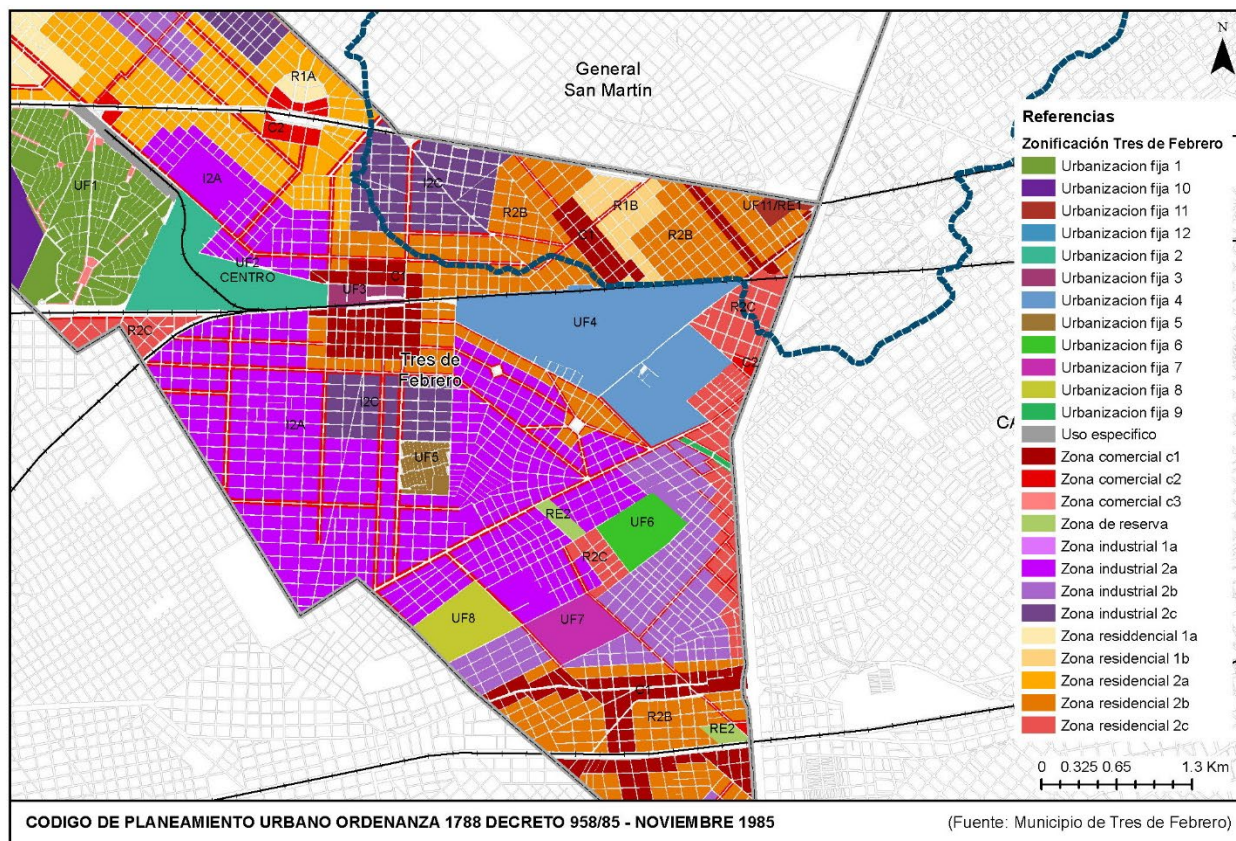 General
San Martín
N
R1A
C2
UF1
I2A
I2C
R2B
R1B
R2B
UF11/RE1
UF2
CENTRO
C1
UF3
R2C
R2C
UF4
C2
Tres de
Febrero
I2C
I2A
UF5
CA
RE2
UF6
R2C
UF8
UF7
C1
R2B
RE2
Referencias
Zonificación Tres de Febrero
Urbanizacion fija 1
Urbanizacion fija 10
Urbanizacion fija 11
Urbanizacion fija 12
Urbanizacion fija 2
Urbanizacion fija 3
Urbanizacion fija 4
Urbanizacion fija 5
Urbanizacion fija 6
Urbanizacion fija 7
Urbanizacion fija 8
Urbanizacion fija 9
Uso especifico
Zona comercial c1
Zona comercial c2
Zona comercial c3
Zona de reserva
Zona industrial 1a
Zona industrial 2a
Zona industrial 2b
Zona industrial 2c
Zona residdencial 1a
Zona residencial 1b
Zona residencial 2a
Zona residencial 2b
Zona residencial 2c
0 0.325 0.65 1.3 Km
CODIGO DE PLANEAMIENTO URBANO ORDENANZA 1788 DECRETO 958/85 - NOVIEMBRE 1985
(Fuente: Municipio de Tres de Febrero)